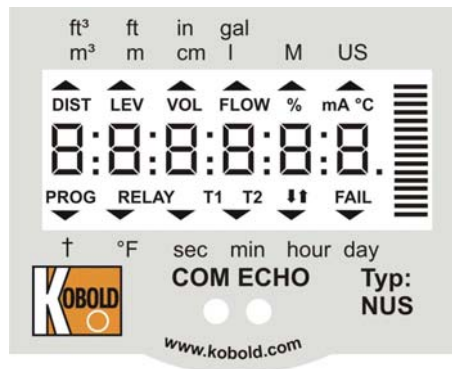 ft³ ft in gal
m³ m cm l M US
DIST LEV VOL FLOW % mA °C
8:8:8:8:8:8.
PROG RELAY T1 T2 ⬇⬆ FAIL
† °F sec min hour day
KOBOLD
COM ECHO
Typ:
NUS
www.kobold.com